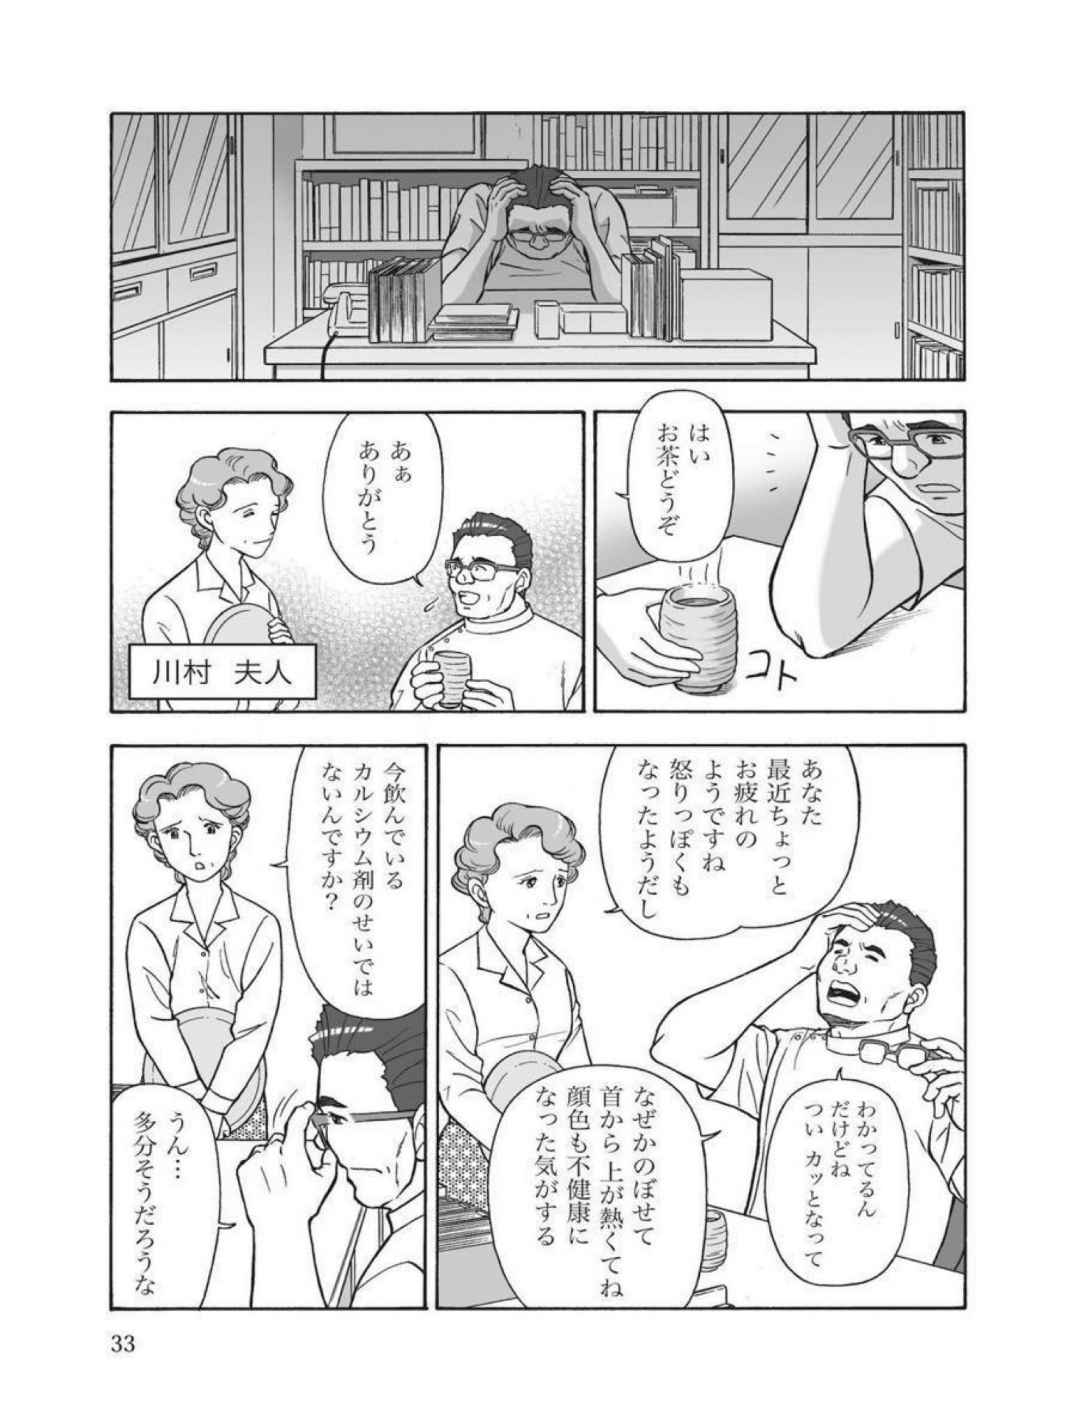 はい
お茶どうぞ
コト
あぁ
ありがとう
川村 夫人
あなた
最近ちょっと
お疲れの
ようですね
怒りっぽくも
なったようだし
わかってるん
だけどね
つい カッとなって
なぜかのぼせて
首から上が熱くてね
顔色も不健康に
なった気がする
今飲んでいる
カルシウム剤のせいでは
ないんですか?
うん…
多分そうだろうな
33